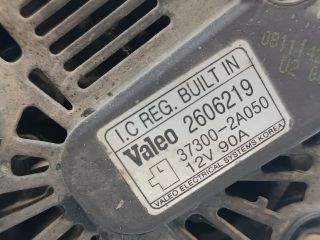 I.C REG. BUILT IN
Valeo 2606219
37300-2A050
12V 90A
VALEO ELECTRICAL SYSTEMS KOREA